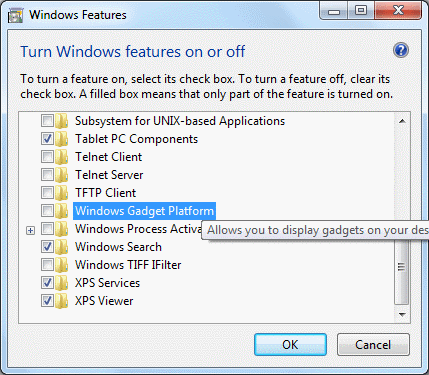 Windows Features
Turn Windows features on or off
To turn a feature on, select its check box. To turn a feature off, clear its
check box. A filled box means that only part of the feature is turned on.
Subsystem for UNIX-based Applications
Tablet PC Components
Telnet Client
Telnet Server
TFTP Client
Windows Gadget Platform
Windows Process Activa
Allows you to display gadgets on your des
Windows Search
Windows TIFF IFilter
XPS Services
XPS Viewer
OK Cancel